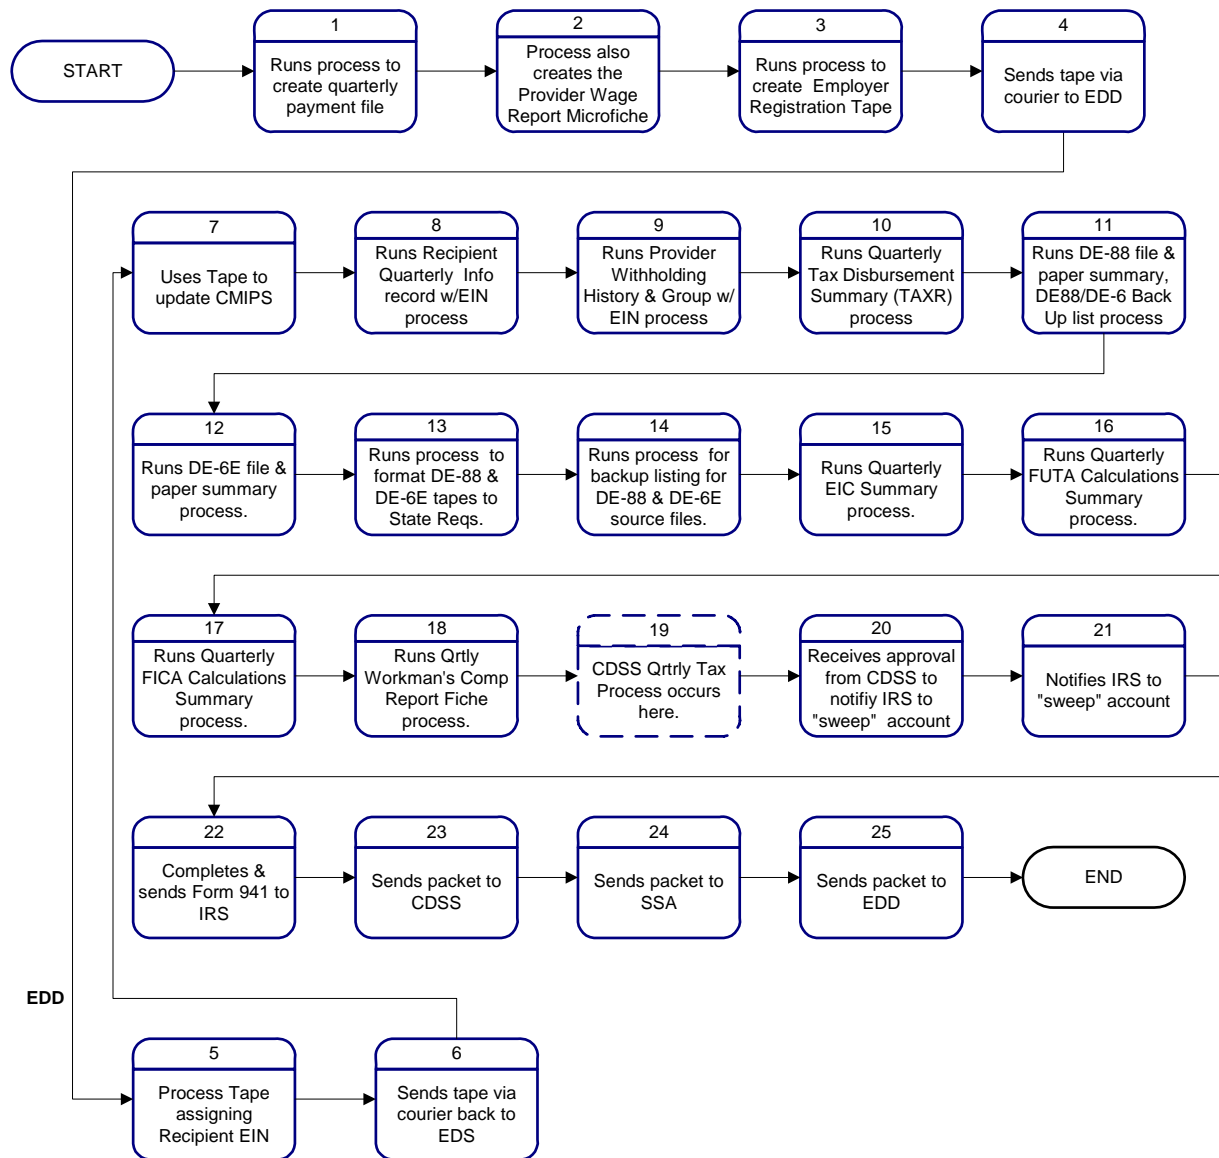 START
1
Runs process to
create quarterly
payment file
2
Process also
creates the
Provider Wage
Report Microfiche
3
Runs process to
create Employer
Registration Tape
4
Sends tape via
courier to EDD
7
Uses Tape to
update CMIPS
8
Runs Recipient
Quarterly Info
record w/EIN
process
9
Runs Provider
Withholding
History & Group w/
EIN process
10
Runs Quarterly
Tax Disbursement
Summary (TAXR)
process
11
Runs DE-88 file &
paper summary,
DE88/DE-6 Back
Up list process
12
Runs DE-6E file &
paper summary
process.
13
Runs process to
format DE-88 &
DE-6E tapes to
State Reqs.
14
Runs process for
backup listing for
DE-88 & DE-6E
source files.
15
Runs Quarterly
EIC Summary
process.
16
Runs Quarterly
FUTA Calculations
Summary
process.
17
Runs Quarterly
FICA Calculations
Summary
process.
18
Runs Qrtly
Workman's Comp
Report Fiche
process.
19
CDSS Qrtrly Tax
Process occurs
here.
20
Receives approval
from CDSS to
notifiy IRS to
"sweep" account
21
Notifies IRS to
"sweep" account
22
Completes &
sends Form 941 to
IRS
23
Sends packet to
CDSS
24
Sends packet to
SSA
25
Sends packet to
EDD
END
EDD
5
Process Tape
assigning
Recipient EIN
6
Sends tape via
courier back to
EDS